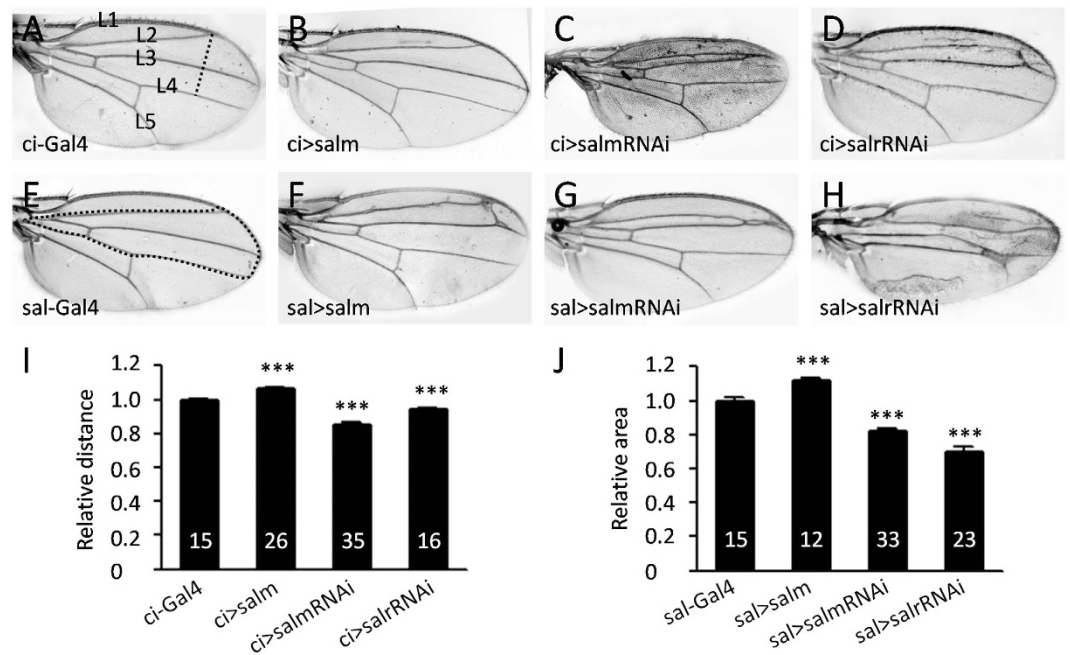 A
L1
L2
L3
L4
L5
ci-Gal4
B
ci>salm
C
ci>salmRNAi
D
ci>salrRNAi
E
sal-Gal4
F
sal>salm
G
sal>salmRNAi
H
sal>salrRNAi
I
Relative distance
1.2
1.0
0.8
0.6
0.4
0.2
0
***
***
***
15
26
35
16
ci-Gal4
ci>salm
ci>salmRNAi
ci>salrRNAi
J
Relative area
1.2
1.0
0.8
0.6
0.4
0.2
0
***
***
***
15
12
33
23
sal-Gal4
sal>salm
sal>salmRNAi
sal>salrRNAi